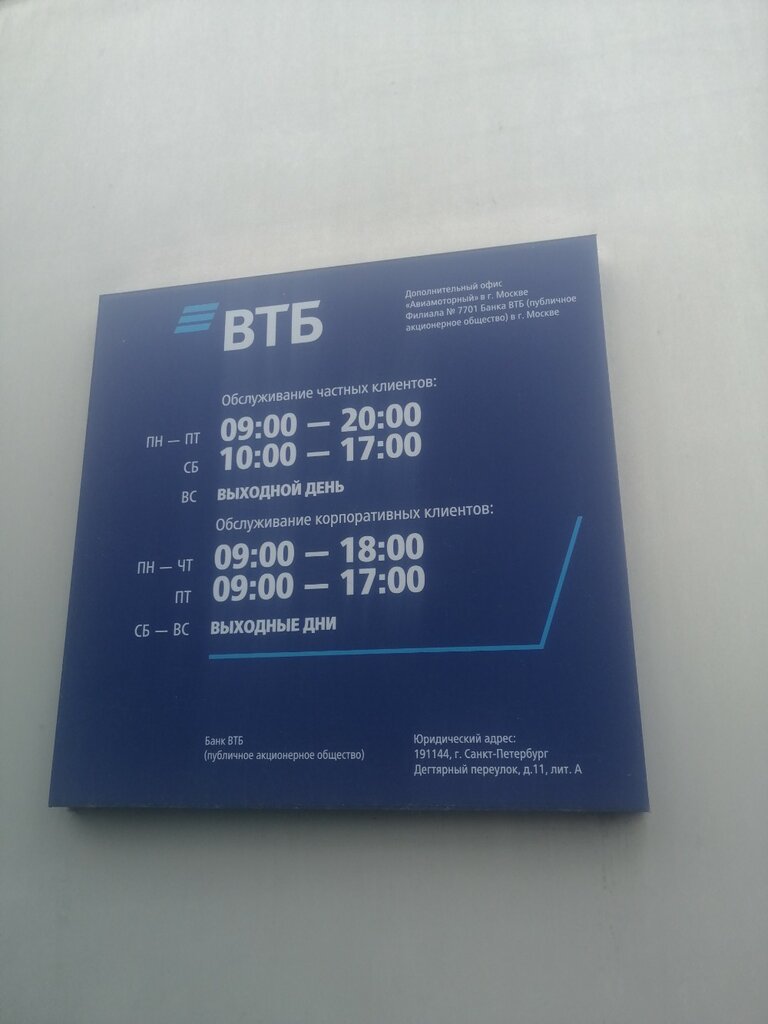 ВТБ
Дополнительный офис
«Авиамоторный» в г. Москве
Филиала № 7701 Банка ВТБ (публичное
акционерное общество) в г. Москве
Обслуживание частных клиентов:
ПН — ПТ 09:00 — 20:00
СБ 10:00 — 17:00
ВС ВЫХОДНОЙ ДЕНЬ
Обслуживание корпоративных клиентов:
ПН — ЧТ 09:00 — 18:00
ПТ 09:00 — 17:00
СБ — ВС ВЫХОДНЫЕ ДНИ
Банк ВТБ
(публичное акционерное общество)
Юридический адрес:
191144, г. Санкт-Петербург
Дегтярный переулок, д.11, лит. А